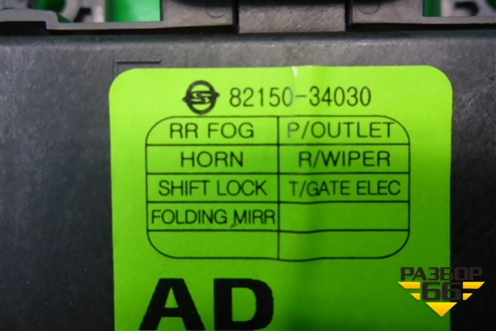 82150-34030
RR FOG P/OUTLET
HORN R/WIPER
SHIFT LOCK T/GATE ELEC
FOLDING MIRR
AD
РАЗБОР
66